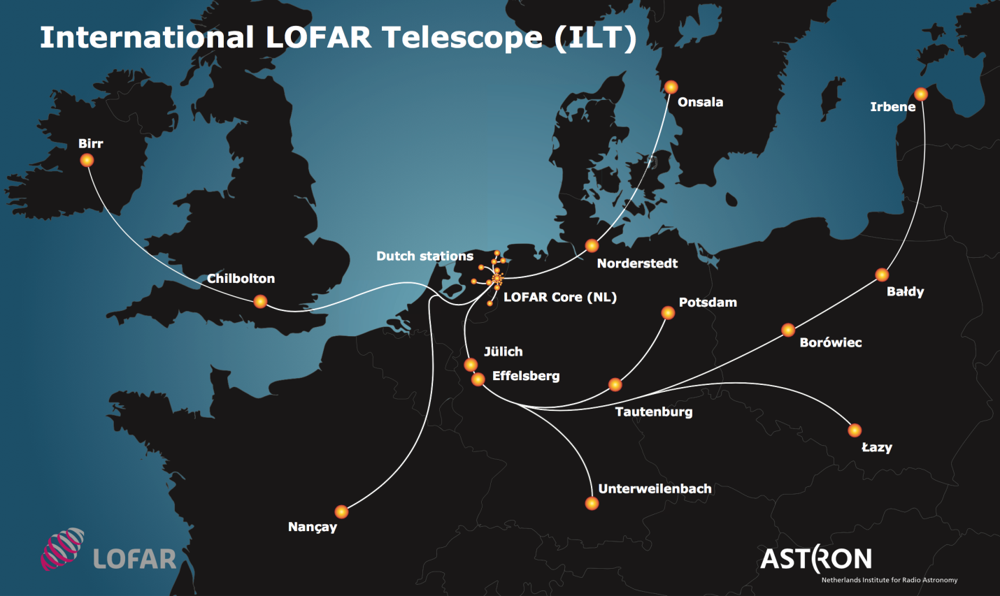 International LOFAR Telescope (ILT)
Onsala
Irbene
Birr
Dutch stations
Norderstedt
Chilbolton
Bałdy
LOFAR Core (NL)
Potsdam
Borówiec
Jülich
Effelsberg
Tautenburg
Łazy
Unterweilenbach
Nançay
LOFAR
ASTRON
Netherlands Institute for Radio Astronomy